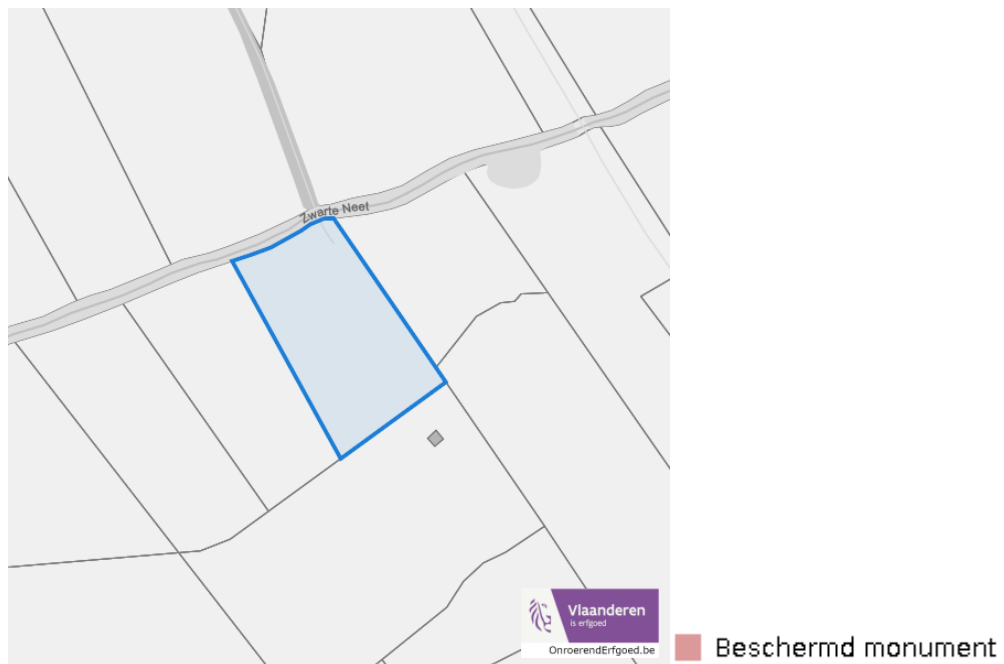 Zwarte Neet
Vlaanderen
is erfgoed
OnroerendErfgoed.be
Beschermd monument